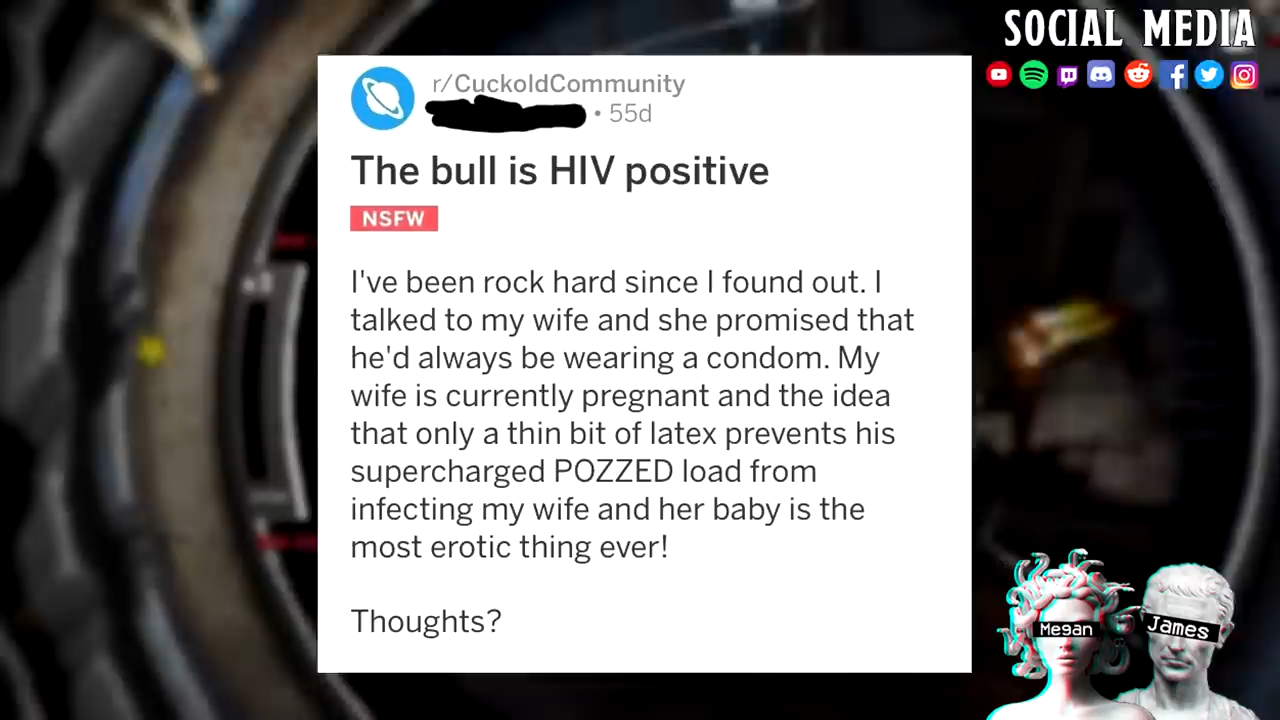 SOCIAL MEDIA
r/CuckoldCommunity
• 55d
The bull is HIV positive
NSFW
I've been rock hard since I found out. I
talked to my wife and she promised that
he'd always be wearing a condom. My
wife is currently pregnant and the idea
that only a thin bit of latex prevents his
supercharged POZZED load from
infecting my wife and her baby is the
most erotic thing ever!
Thoughts?
Megan
James